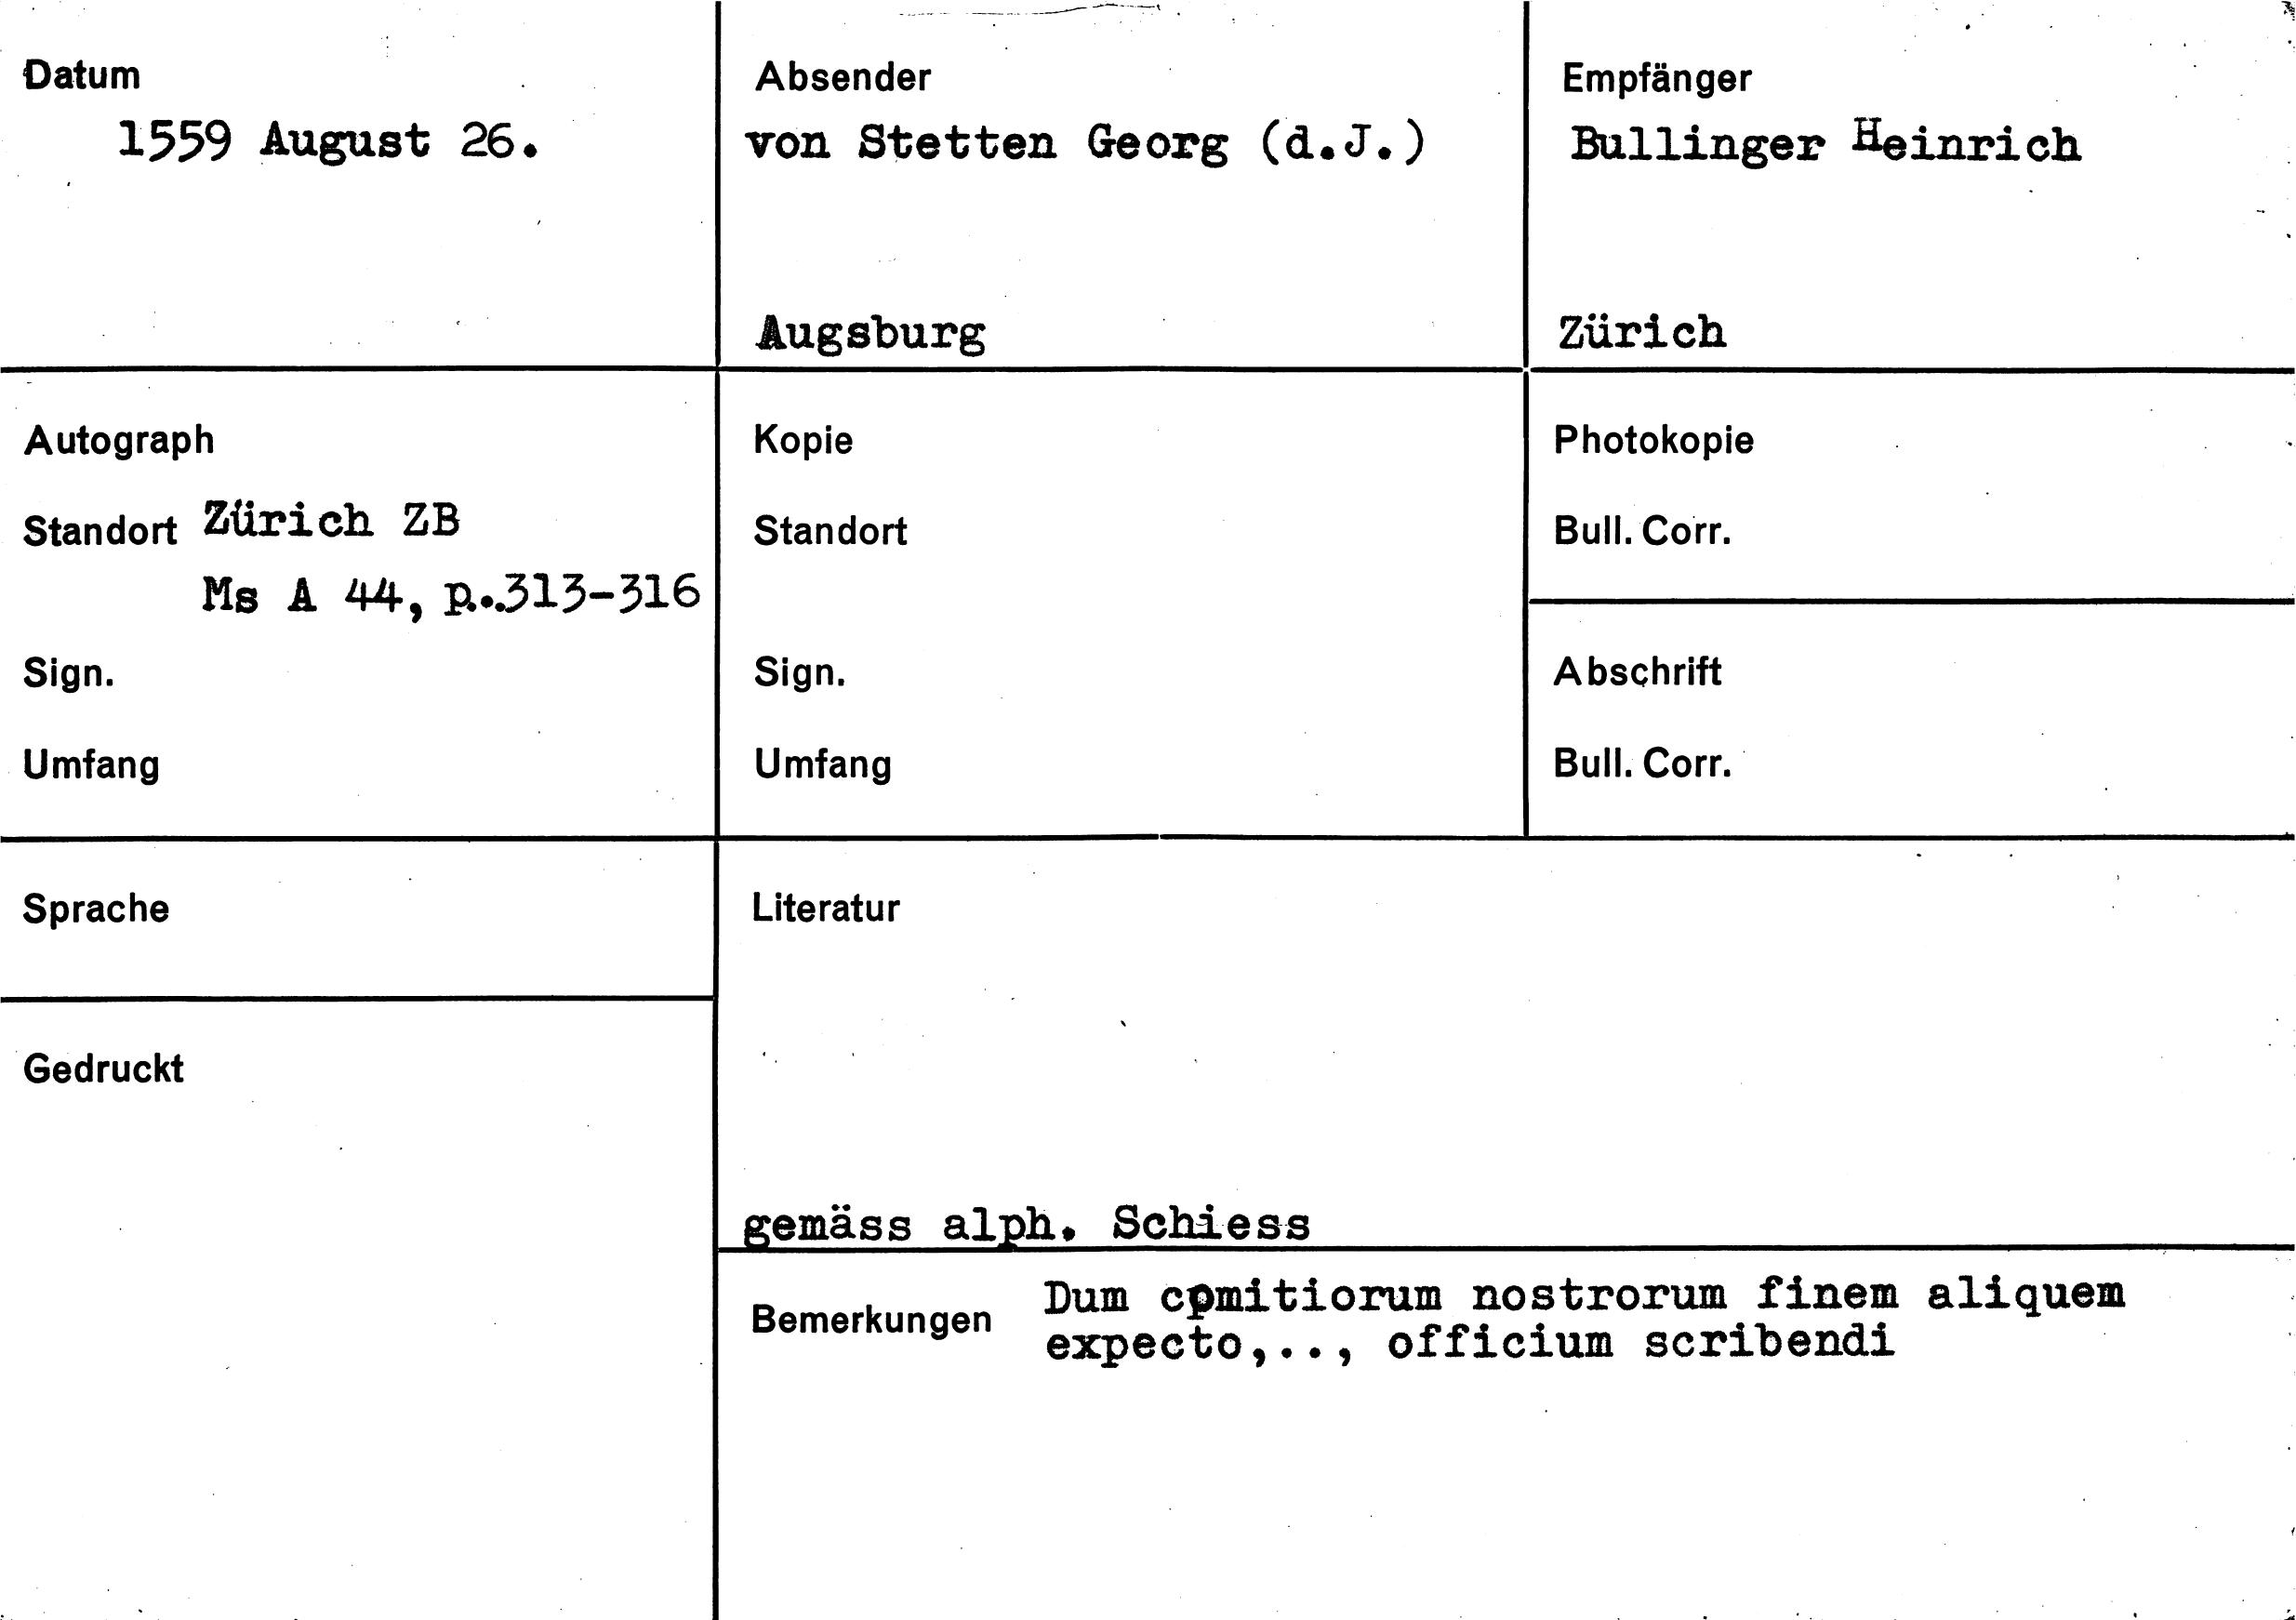 Datum
1559 August 26.
Absender
von Stetten Georg (d.J.)
Augsburg
Empfänger
Bullinger Heinrich
Zürich
Autograph
Standort Zürich ZB
Ms A 44, p..313-316
Sign.
Umfang
Kopie
Standort
Sign.
Umfang
Photokopie
Bull. Corr.
Abschrift
Bull. Corr.
Sprache
Gedruckt
Literatur
gemäss alph. Schiess
Bemerkungen Dum comitiorum nostrorum finem aliquem
expecto,.., officium scribendi